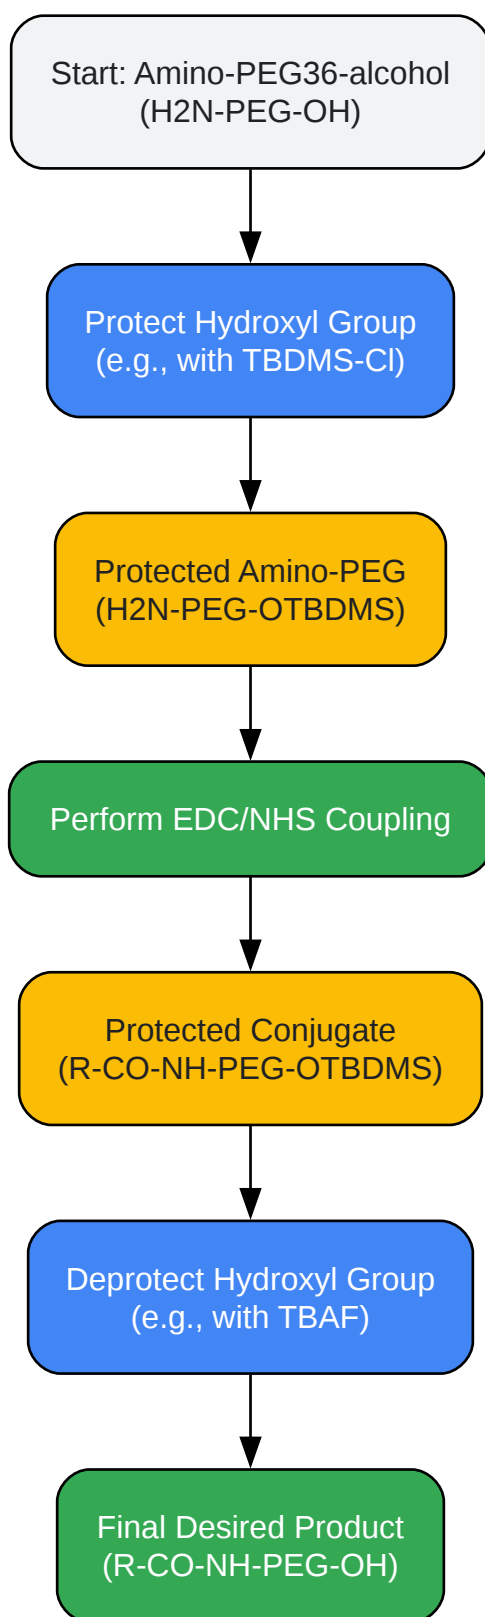 Start: Amino-PEG36-alcohol
(H2N-PEG-OH)
Protect Hydroxyl Group
(e.g., with TBDMS-Cl)
Protected Amino-PEG
(H2N-PEG-OTBDMS)
Perform EDC/NHS Coupling
Protected Conjugate
(R-CO-NH-PEG-OTBDMS)
Deprotect Hydroxyl Group
(e.g., with TBAF)
Final Desired Product
(R-CO-NH-PEG-OH)